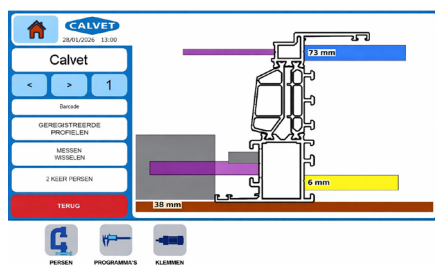 CALVET
28/01/2026 13:00
Calvet
< > 1
Barcode
GEREGISTREERDE
PROFIELEN
MESSEN
WISSELEN
2 KEER PERSEN
TERUG
73 mm
6 mm
38 mm
PERSEN PROGRAMMA'S KLEMMEN